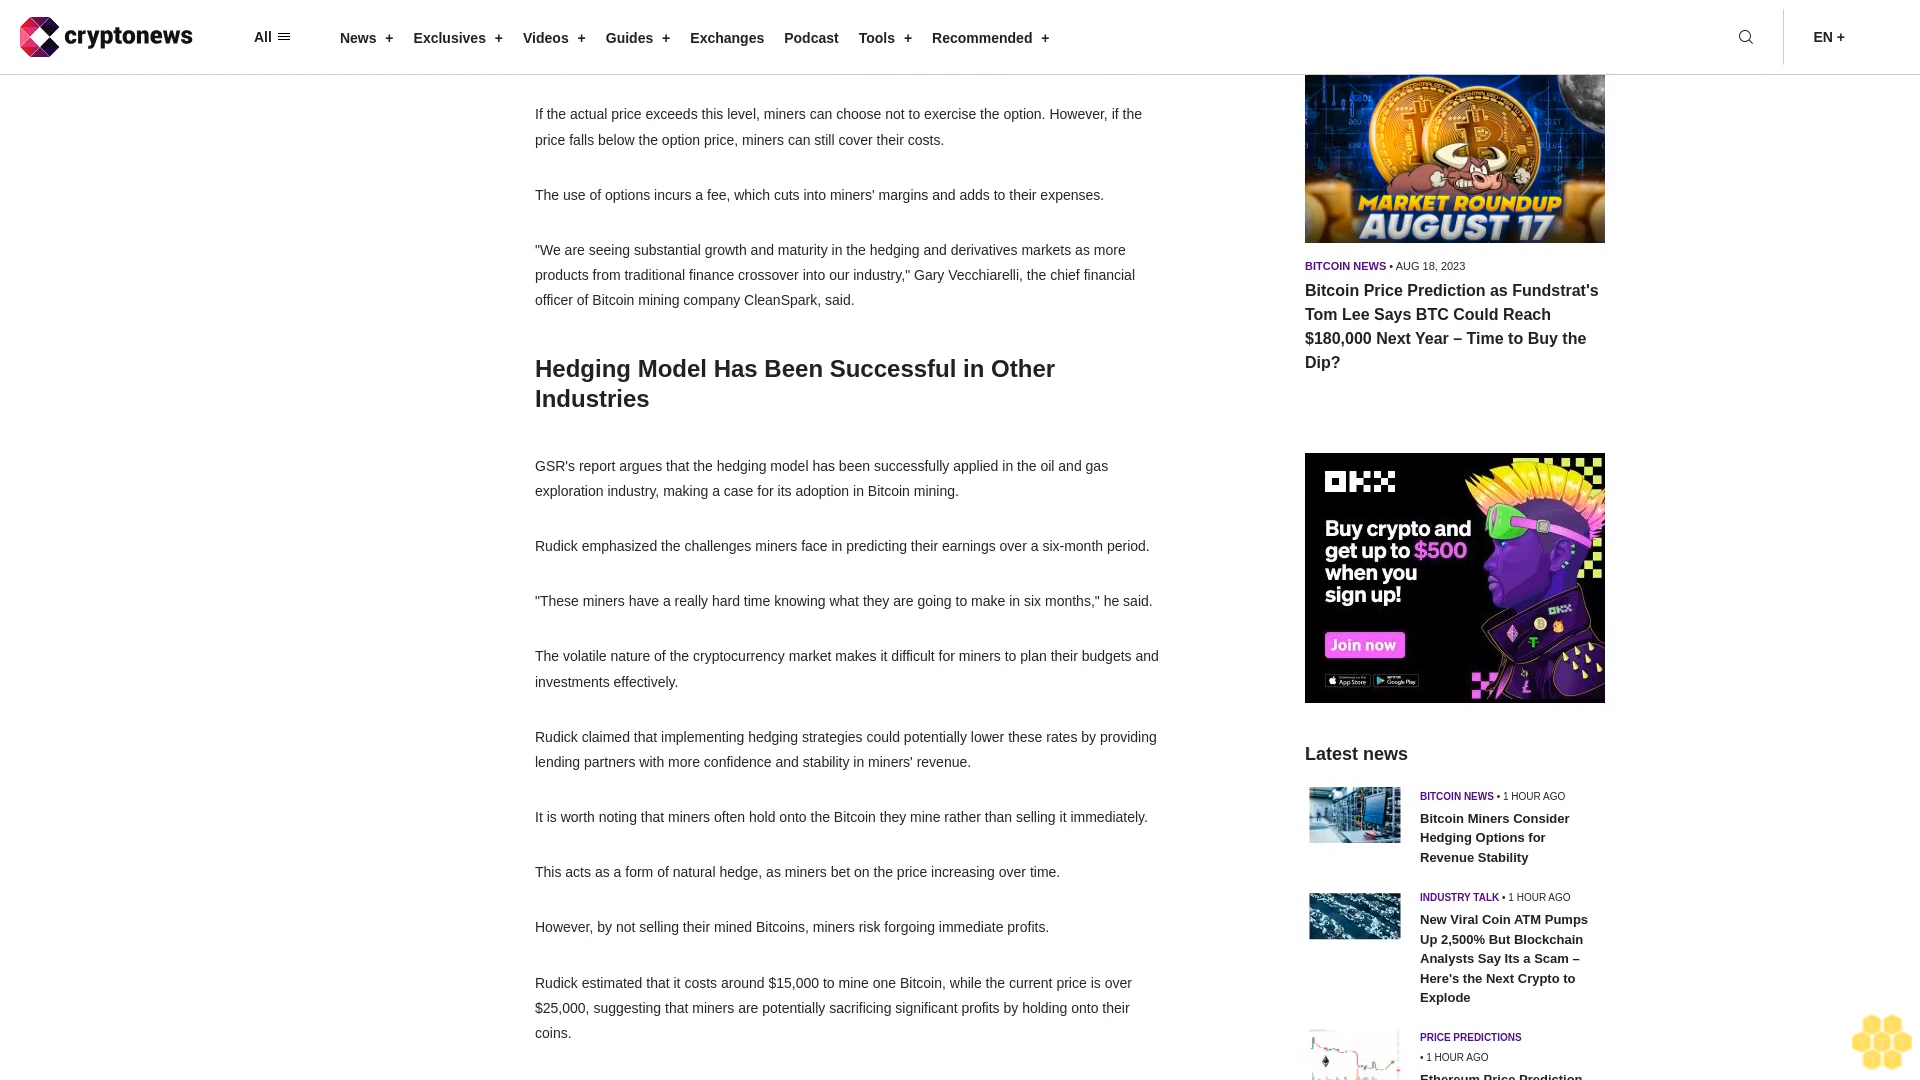 cryptonews
All
News +
Exclusives +
Videos +
Guides +
Exchanges
Podcast
Tools +
Recommended +
EN +
If the actual price exceeds this level, miners can choose not to exercise the option. However, if the
price falls below the option price, miners can still cover their costs.
The use of options incurs a fee, which cuts into miners' margins and adds to their expenses.
"We are seeing substantial growth and maturity in the hedging and derivatives markets as more
products from traditional finance crossover into our industry," Gary Vecchiarelli, the chief financial
officer of Bitcoin mining company CleanSpark, said.
Hedging Model Has Been Successful in Other
Industries
GSR's report argues that the hedging model has been successfully applied in the oil and gas
exploration industry, making a case for its adoption in Bitcoin mining.
Rudick emphasized the challenges miners face in predicting their earnings over a six-month period.
"These miners have a really hard time knowing what they are going to make in six months," he said.
The volatile nature of the cryptocurrency market makes it difficult for miners to plan their budgets and
investments effectively.
Rudick claimed that implementing hedging strategies could potentially lower these rates by providing
lending partners with more confidence and stability in miners' revenue.
It is worth noting that miners often hold onto the Bitcoin they mine rather than selling it immediately.
This acts as a form of natural hedge, as miners bet on the price increasing over time.
However, by not selling their mined Bitcoins, miners risk forgoing immediate profits.
Rudick estimated that it costs around $15,000 to mine one Bitcoin, while the current price is over
$25,000, suggesting that miners are potentially sacrificing significant profits by holding onto their
coins.
MARKET ROUNDUP
AUGUST 17
BITCOIN NEWS • AUG 18, 2023
Bitcoin Price Prediction as Fundstrat's
Tom Lee Says BTC Could Reach
$180,000 Next Year – Time to Buy the
Dip?
OKX
Buy crypto and
get up to $500
when you
sign up!
Join now
App Store
Google Play
OKX
Latest news
BITCOIN NEWS • 1 HOUR AGO
Bitcoin Miners Consider
Hedging Options for
Revenue Stability
INDUSTRY TALK • 1 HOUR AGO
New Viral Coin ATM Pumps
Up 2,500% But Blockchain
Analysts Say Its a Scam –
Here's the Next Crypto to
Explode
PRICE PREDICTIONS
• 1 HOUR AGO
Ethereum Price Prediction